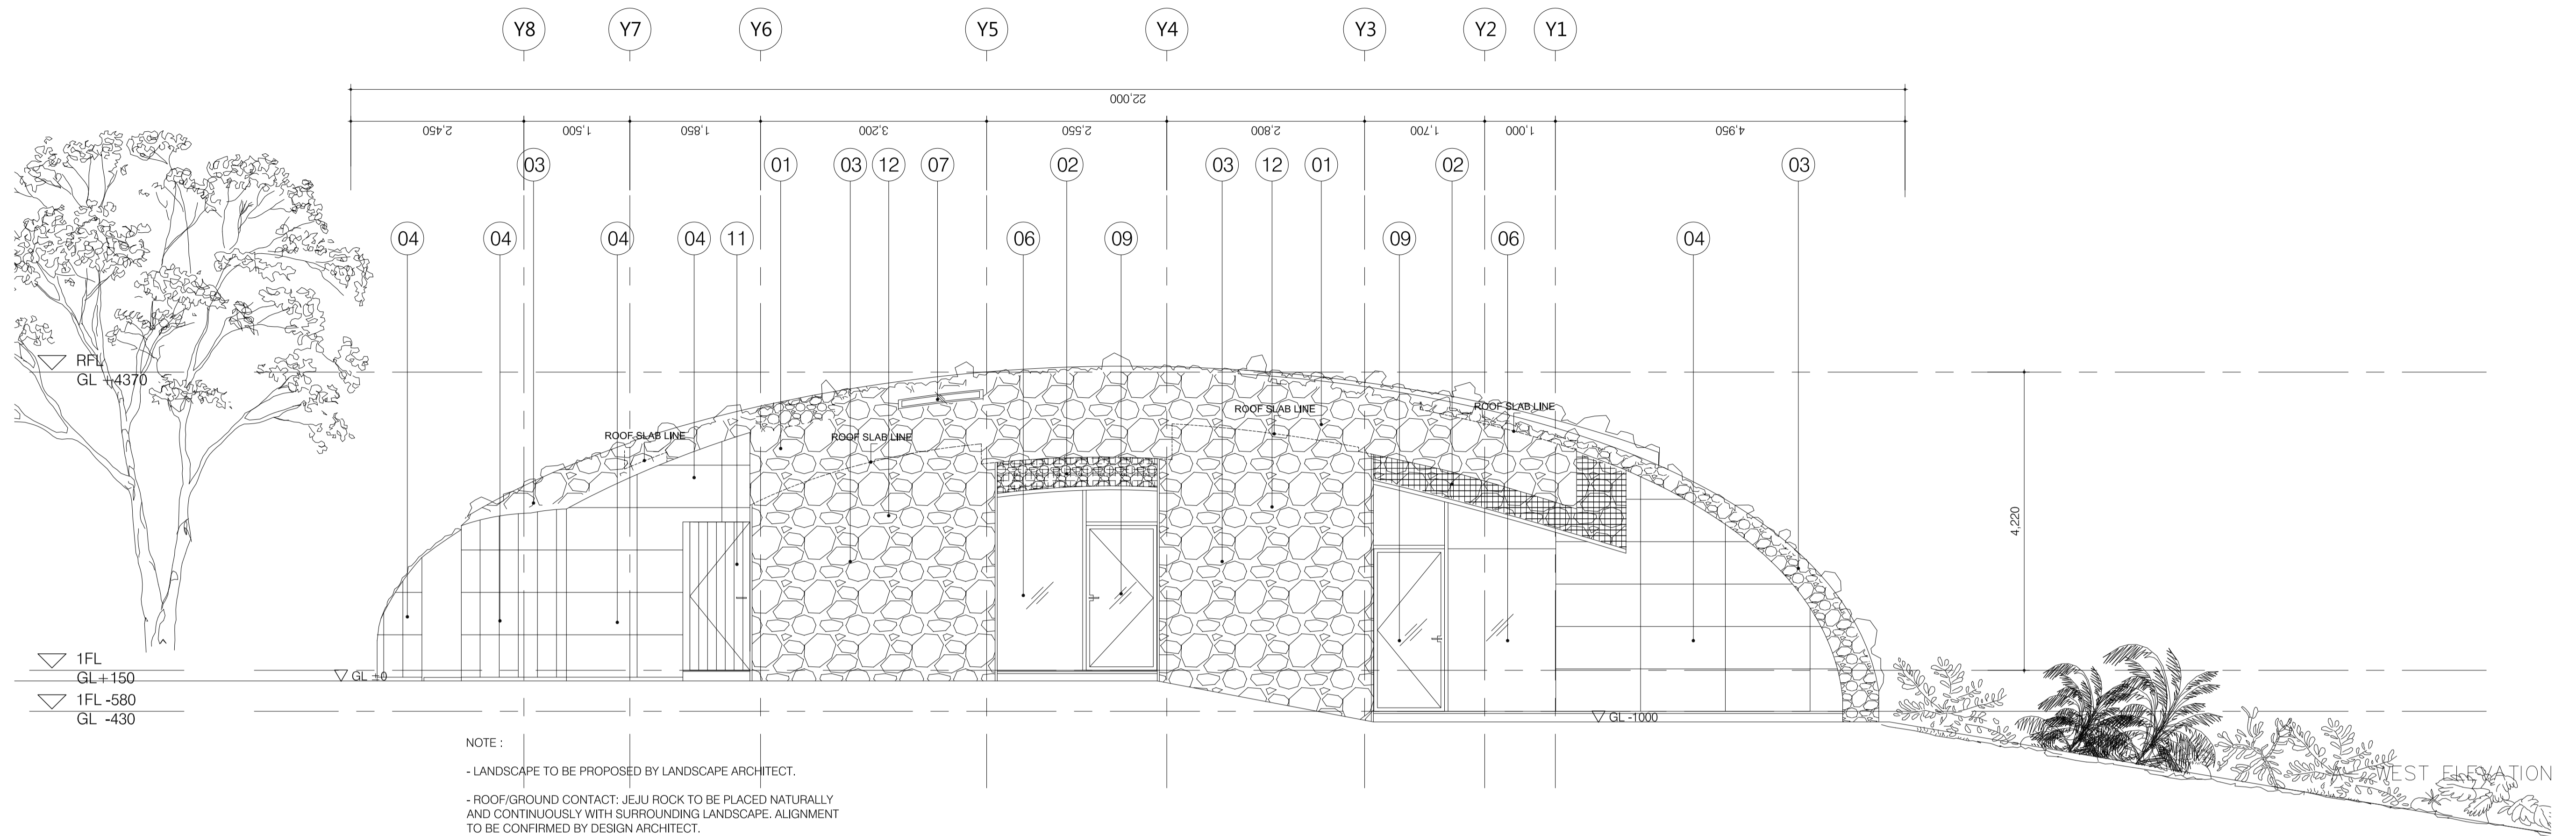 Y8 Y7 Y6 Y5 Y4 Y3 Y2 Y1
22,000
2,450 1,500 1,850 3,200 2,550 2,800 1,700 1,000 4,950
03 01 03 12 07 02 03 12 01 02 03
04 04 04 04 11 06 09 09 06 04
RFL
GL +4370
ROOF SLAB LINE
ROOF SLAB LINE
ROOF SLAB LINE
ROOF SLAB LINE
4,220
1FL
GL+150
GL ±0
1FL -580
GL -430
GL -1000
NOTE :
- LANDSCAPE TO BE PROPOSED BY LANDSCAPE ARCHITECT.
- ROOF/GROUND CONTACT: JEJU ROCK TO BE PLACED NATURALLY
AND CONTINUOUSLY WITH SURROUNDING LANDSCAPE. ALIGNMENT
TO BE CONFIRMED BY DESIGN ARCHITECT.
WEST ELEVATION